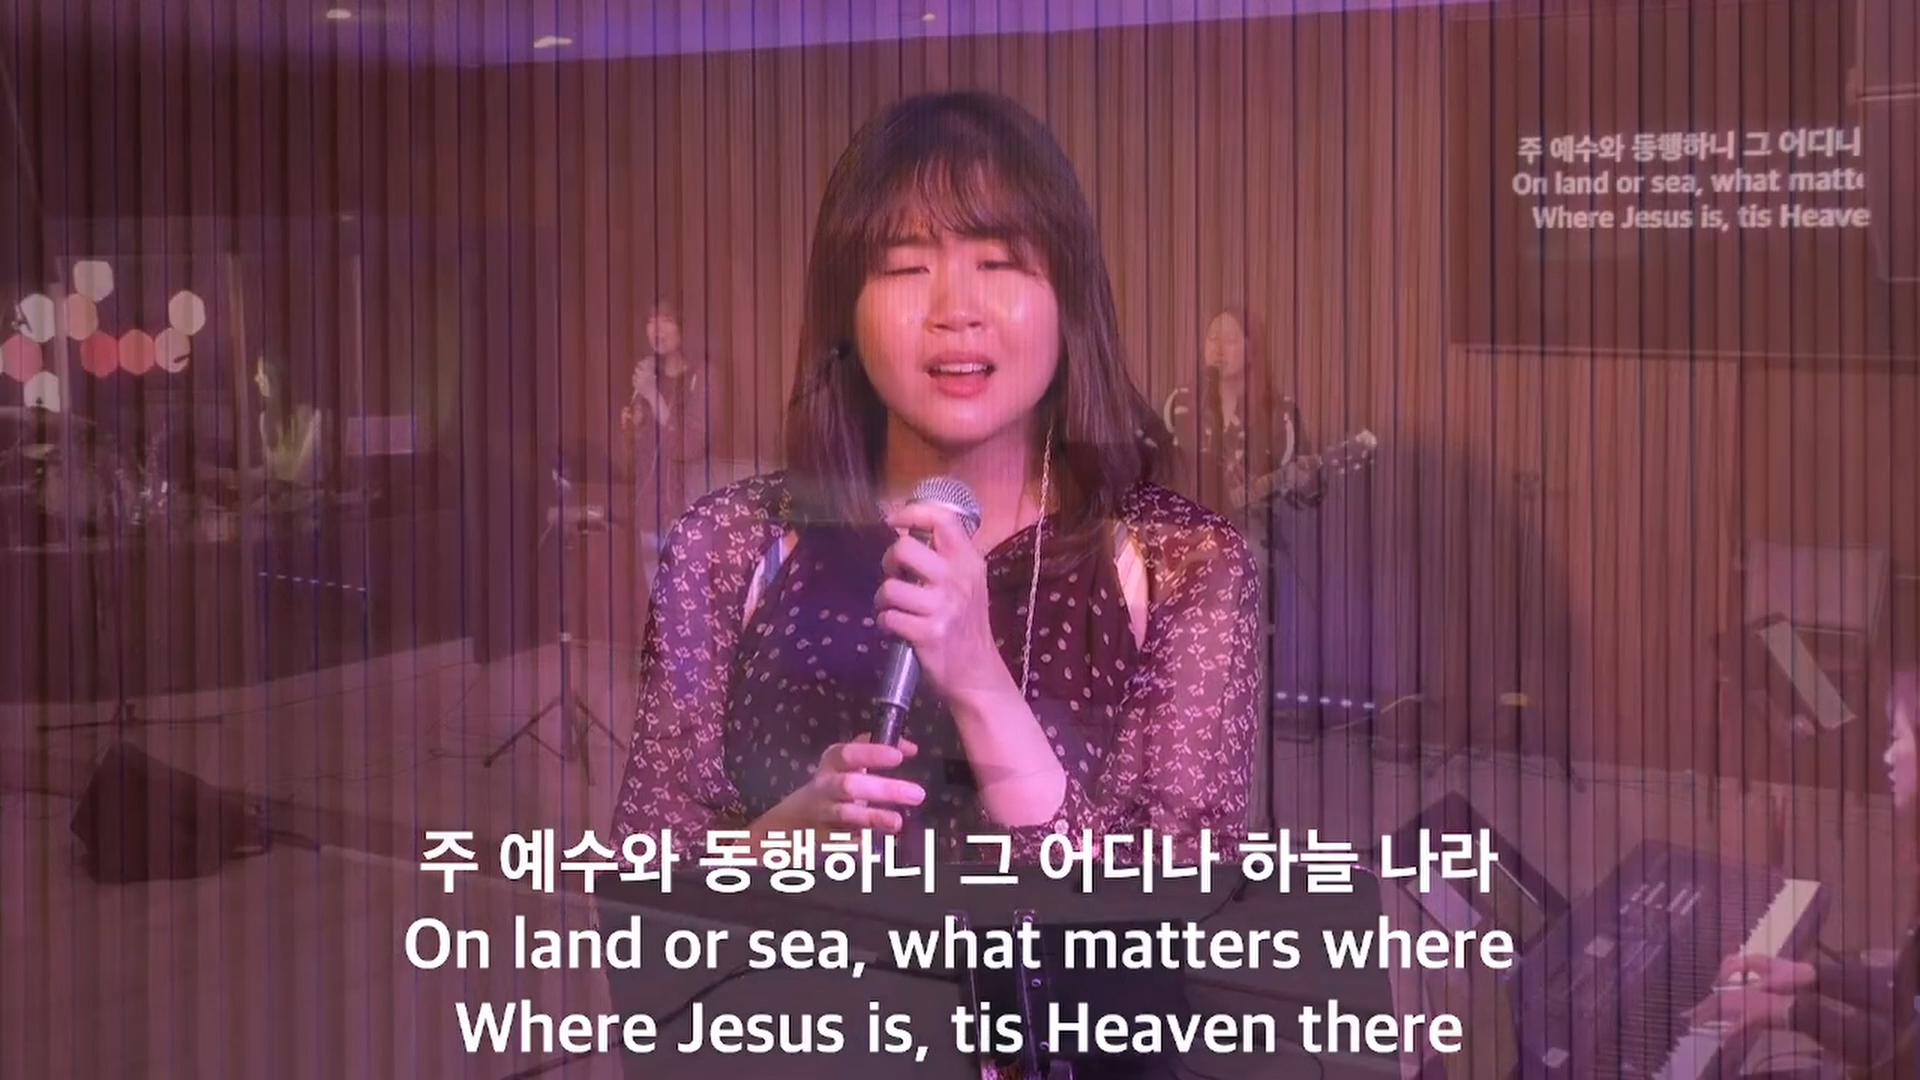 주 예수와 동행하니 그 어디나
On land or sea, what matte
Where Jesus is, tis Heave
주 예수와 동행하니 그 어디나 하늘 나라
On land or sea, what matters where
Where Jesus is, tis Heaven there